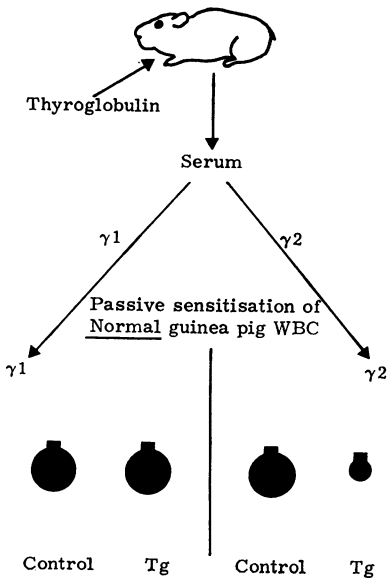 Thyroglobulin
Serum
γ1
γ2
Passive sensitisation of
Normal guinea pig WBC
γ1
γ2
Control
Tg
Control
Tg